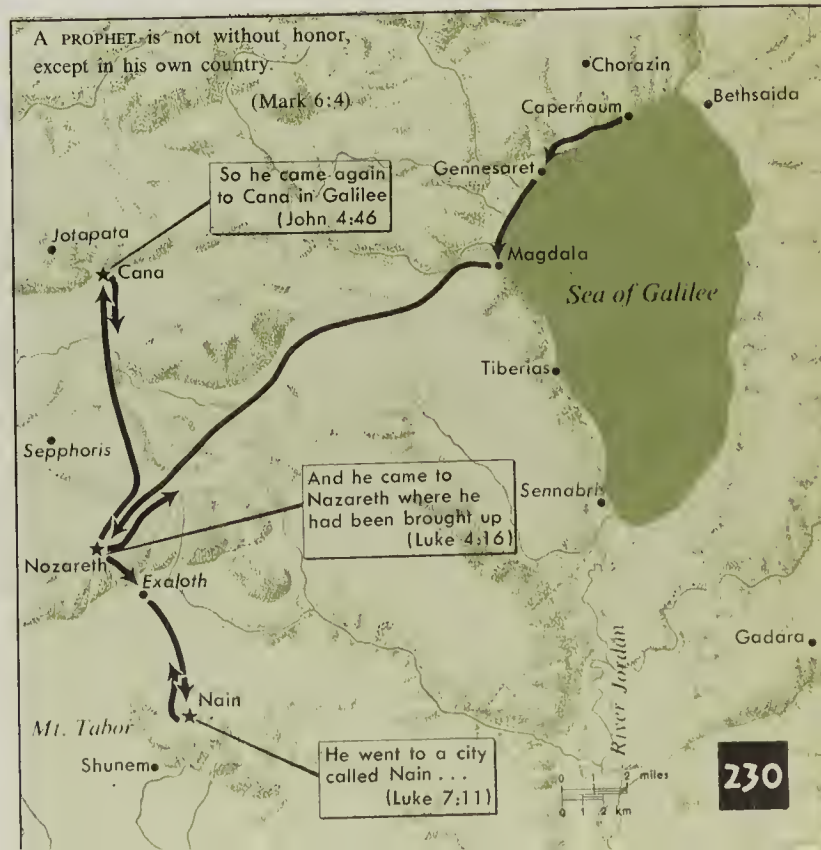 A PROPHET is not without honor,
except in his own country.
(Mark 6:4)
Chorazin
Bethsaida
Capernaum
Gennesaret
So he came again
to Cana in Galilee
(John 4:46
Jotapata
Cana
Magdala
Sea of Galilee
Tiberias
Sepphoris
And he came to
Nazareth where he
had been brought up
(Luke 4:16)
Sennabris
Nozareth
Exaloth
Gadara
River Jordan
Nain
Mt. Tabor
Shunem
He went to a city
called Nain . . .
(Luke 7:11)
0 1 2 miles
0 1 2 km
230